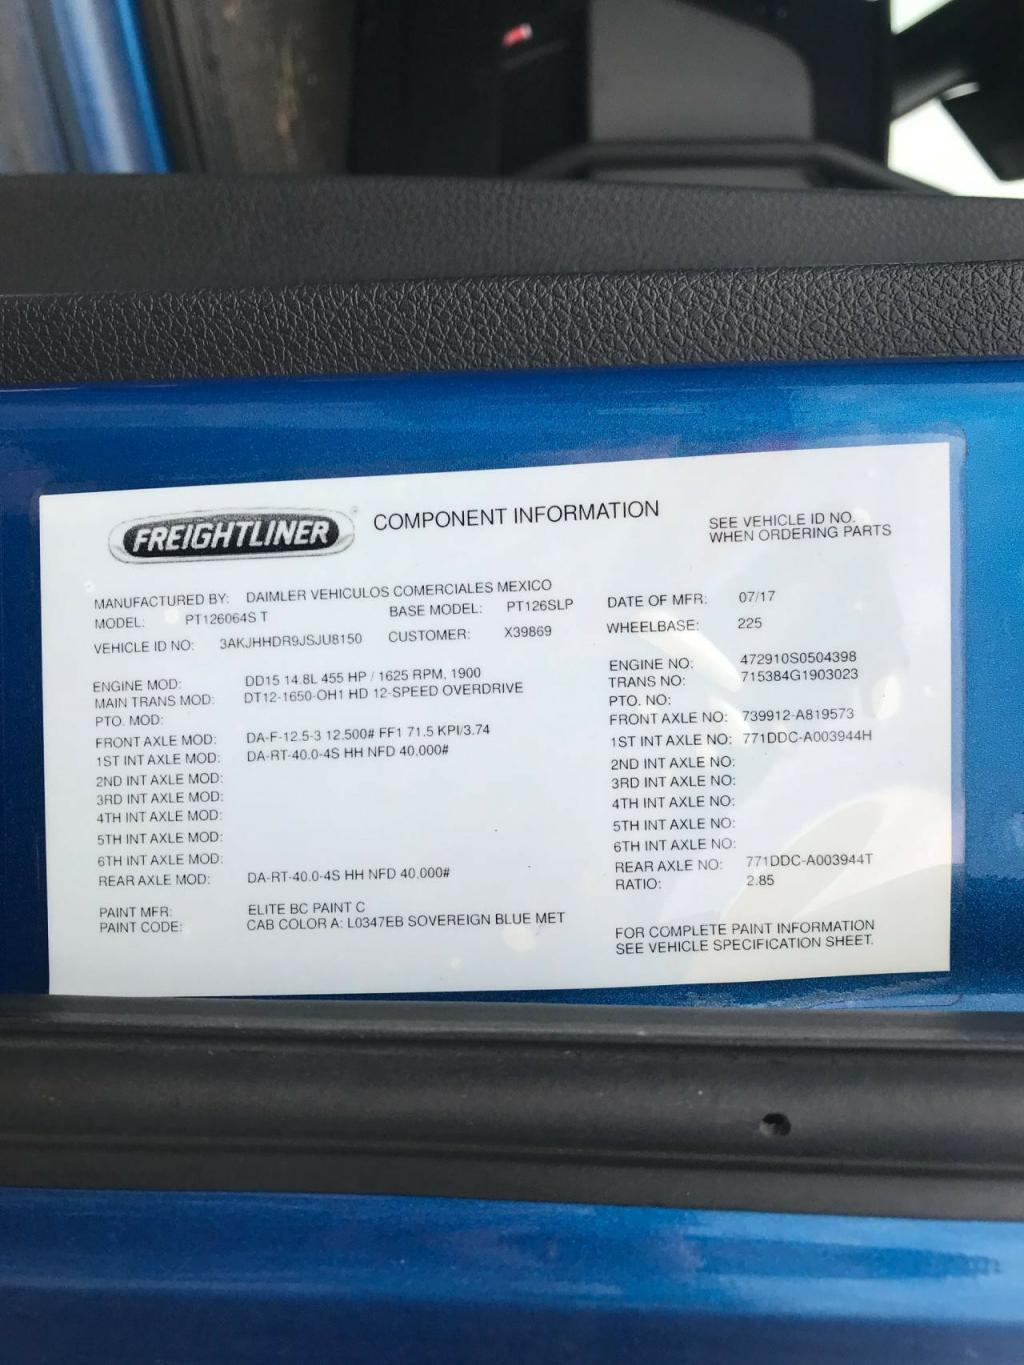 FREIGHTLINER
COMPONENT INFORMATION
SEE VEHICLE ID NO.
WHEN ORDERING PARTS
MANUFACTURED BY: DAIMLER VEHICULOS COMERCIALES MEXICO
MODEL: PT126064S T BASE MODEL: PT126SLP
VEHICLE ID NO: 3AKJHHDR9JSJU8150 CUSTOMER: X39869
DATE OF MFR: 07/17
WHEELBASE: 225
ENGINE MOD: DD15 14.8L 455 HP / 1625 RPM, 1900
MAIN TRANS MOD: DT12-1650-OH1 HD 12-SPEED OVERDRIVE
PTO. MOD:
FRONT AXLE MOD: DA-F-12.5-3 12,500# FF1 71.5 KPI/3.74
1ST INT AXLE MOD: DA-RT-40.0-4S HH NFD 40,000#
2ND INT AXLE MOD:
3RD INT AXLE MOD:
4TH INT AXLE MOD:
5TH INT AXLE MOD:
6TH INT AXLE MOD:
REAR AXLE MOD: DA-RT-40.0-4S HH NFD 40,000#
ENGINE NO: 472910S0504398
TRANS NO: 715384G1903023
PTO. NO:
FRONT AXLE NO: 739912-A819573
1ST INT AXLE NO: 771DDC-A003944H
2ND INT AXLE NO:
3RD INT AXLE NO:
4TH INT AXLE NO:
5TH INT AXLE NO:
6TH INT AXLE NO:
REAR AXLE NO: 771DDC-A003944T
RATIO: 2.85
PAINT MFR: ELITE BC PAINT C
PAINT CODE: CAB COLOR A: L0347EB SOVEREIGN BLUE MET
FOR COMPLETE PAINT INFORMATION
SEE VEHICLE SPECIFICATION SHEET.